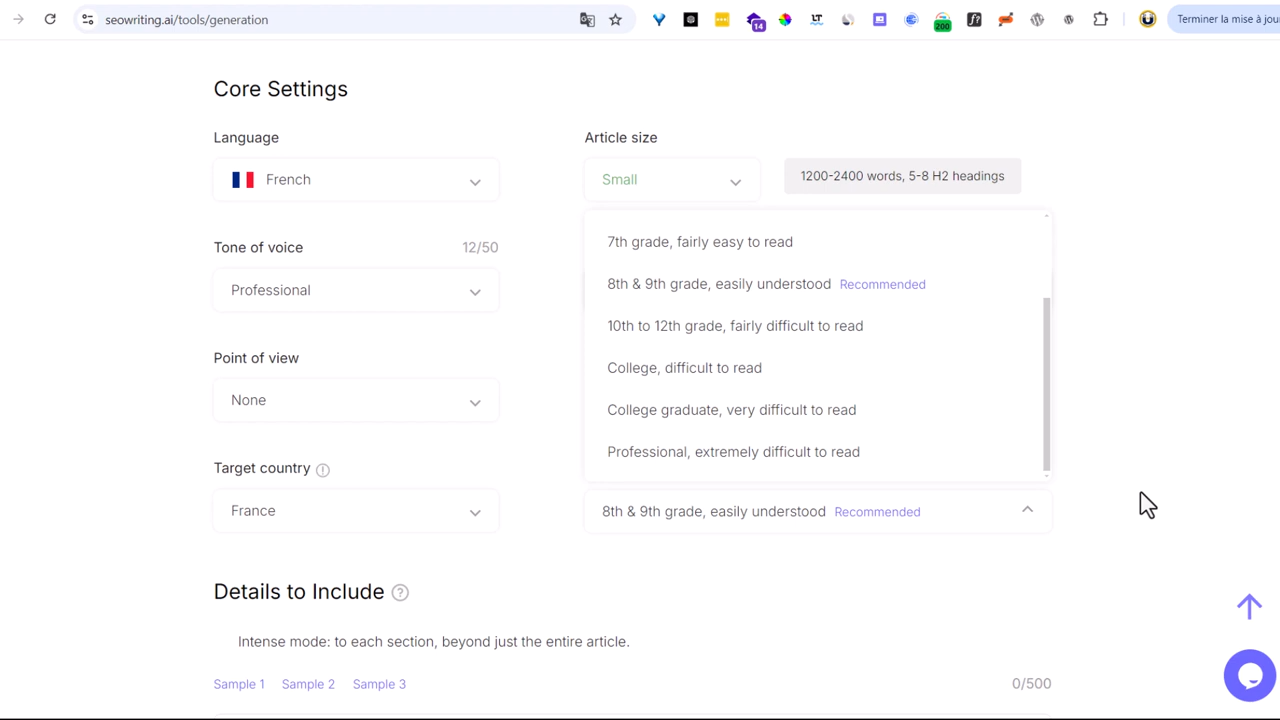 seowriting.ai/tools/generation
14
LT
200
f?
Terminer la mise à jou
Core Settings
Language
Article size
French
Small
1200-2400 words, 5-8 H2 headings
Tone of voice
12/50
7th grade, fairly easy to read
Professional
8th & 9th grade, easily understood Recommended
10th to 12th grade, fairly difficult to read
Point of view
College, difficult to read
None
College graduate, very difficult to read
Professional, extremely difficult to read
Target country
France
8th & 9th grade, easily understood Recommended
Details to Include
Intense mode: to each section, beyond just the entire article.
Sample 1 Sample 2 Sample 3
0/500